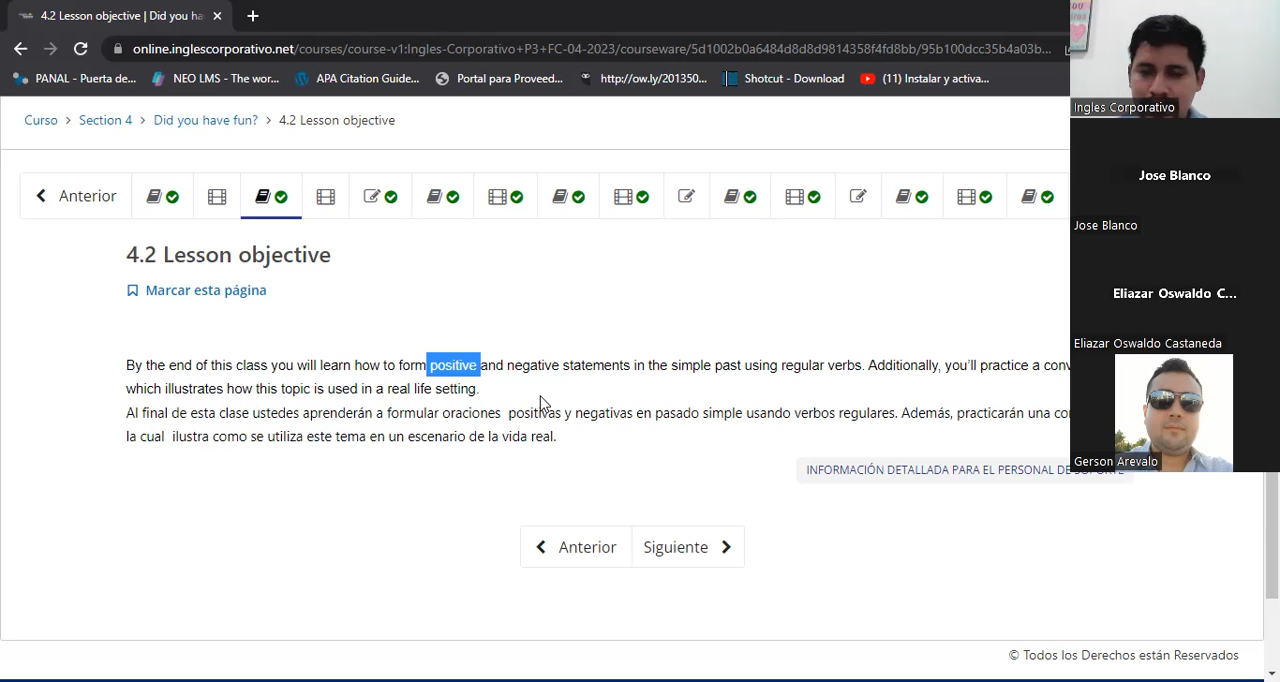 4.2 Lesson objective | Did you ha
online.inglescorporativo.net/courses/course-v1:Ingles-Corporativo+P3+FC-04-2023/courseware/5d1002b0a6484d8d8d9814358f4fd8bb/95b100dcc35b4a03b...
PANAL - Puerta de...
NEO LMS - The wor...
APA Citation Guide...
Portal para Proveed...
http://ow.ly/201350...
Shotcut - Download
(11) Instalar y activa...
Ingles Corporativo
Curso > Section 4 > Did you have fun? > 4.2 Lesson objective
Anterior
Jose Blanco
Jose Blanco
4.2 Lesson objective
Marcar esta página
Eliazar Oswaldo C...
Eliazar Oswaldo Castaneda
By the end of this class you will learn how to form positive and negative statements in the simple past using regular verbs. Additionally, you'll practice a conv
which illustrates how this topic is used in a real life setting.
Al final de esta clase ustedes aprenderán a formular oraciones positivas y negativas en pasado simple usando verbos regulares. Además, practicarán una co
la cual ilustra como se utiliza este tema en un escenario de la vida real.
Gerson Arevalo
INFORMACIÓN DETALLADA PARA EL PERSONAL DE SOPORTE
Anterior
Siguiente
© Todos los Derechos están Reservados